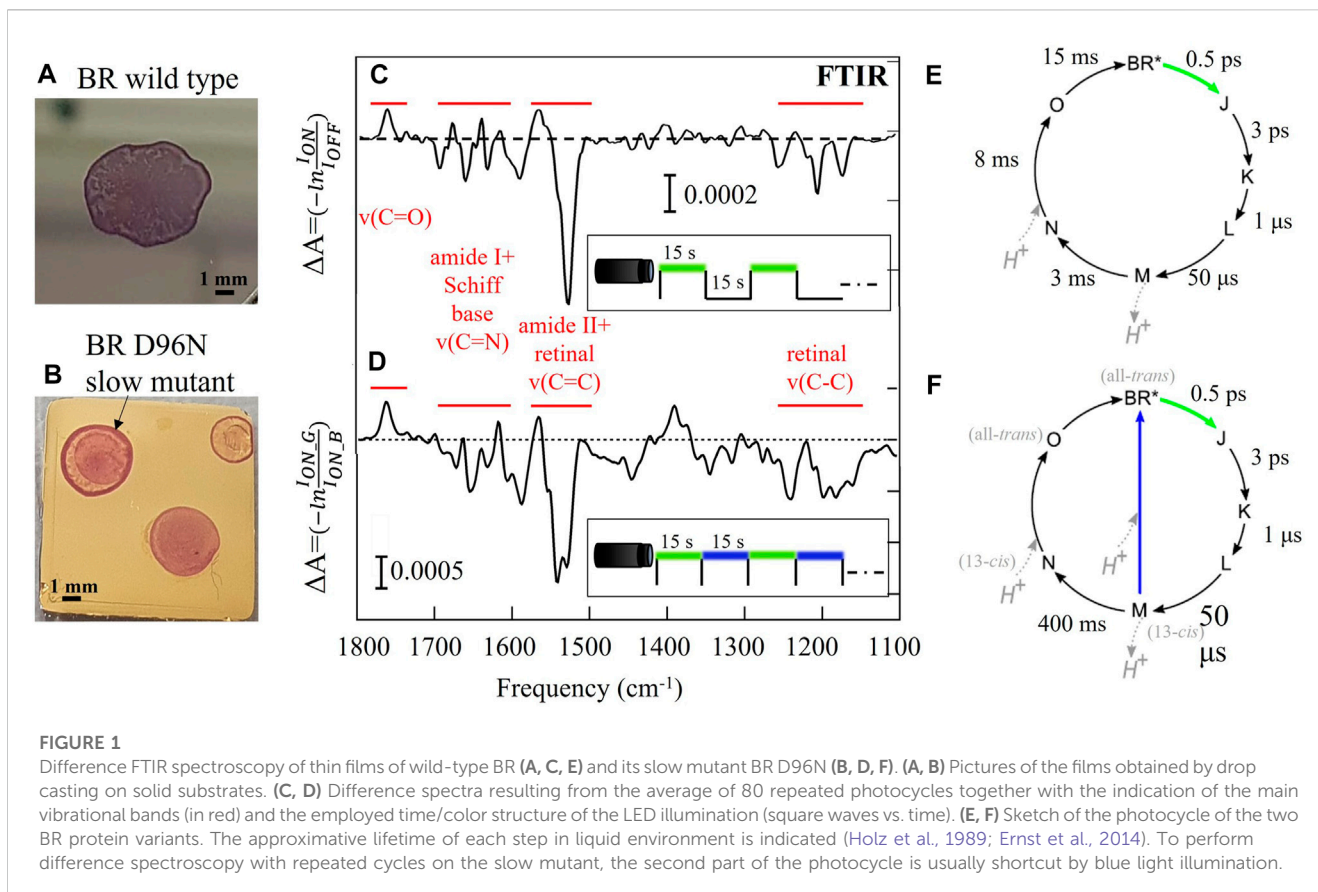 A
BR wild type
1 mm
B
BR D96N
slow mutant
1 mm
C
FTIR
ΔA=(-ln I_ON/I_OFF)
0.0002
ν(C=O)
amide I+
Schiff
base
ν(C=N)
amide II+
retinal
ν(C=C)
retinal
ν(C-C)
15 s
15 s
D
ΔA=(-ln I_ON_G/I_ON_B)
0.0005
15 s 15 s
1800 1700 1600 1500 1400 1300 1200 1100
Frequency (cm⁻¹)
E
15 ms
BR*
0.5 ps
O
J
3 ps
8 ms
K
1 μs
N
L
H⁺
3 ms
M
50 μs
H⁺
F
(all-trans)
BR*
0.5 ps
(all-trans)
O
J
3 ps
K
1 μs
(13-cis)
N
H⁺
H⁺
L
400 ms
M
(13-cis)
50
μs
H⁺
FIGURE 1
Difference FTIR spectroscopy of thin films of wild-type BR (A, C, E) and its slow mutant BR D96N (B, D, F). (A, B) Pictures of the films obtained by drop
casting on solid substrates. (C, D) Difference spectra resulting from the average of 80 repeated photocycles together with the indication of the main
vibrational bands (in red) and the employed time/color structure of the LED illumination (square waves vs. time). (E, F) Sketch of the photocycle of the two
BR protein variants. The approximative lifetime of each step in liquid environment is indicated (Holz et al., 1989; Ernst et al., 2014). To perform
difference spectroscopy with repeated cycles on the slow mutant, the second part of the photocycle is usually shortcut by blue light illumination.